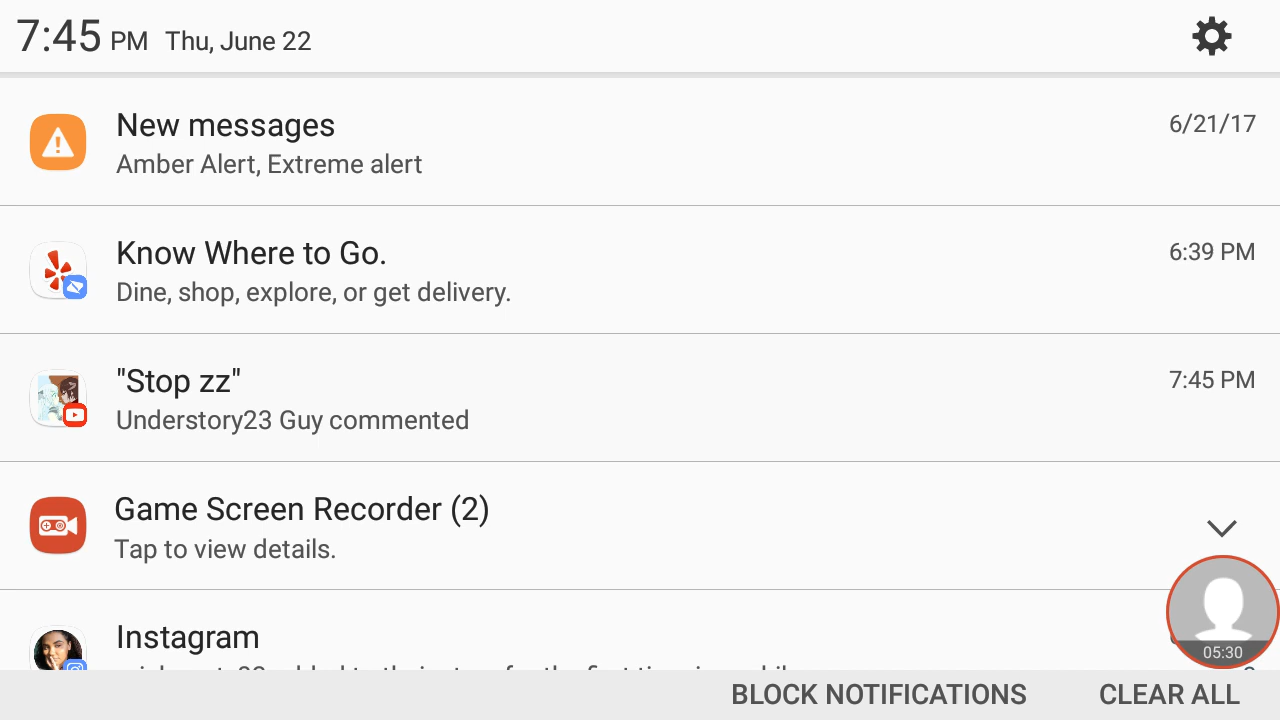 7:45 PM Thu, June 22
New messages 6/21/17
Amber Alert, Extreme alert
Know Where to Go. 6:39 PM
Dine, shop, explore, or get delivery.
"Stop zz" 7:45 PM
Understory23 Guy commented
Game Screen Recorder (2)
Tap to view details.
Instagram
05:30
BLOCK NOTIFICATIONS CLEAR ALL